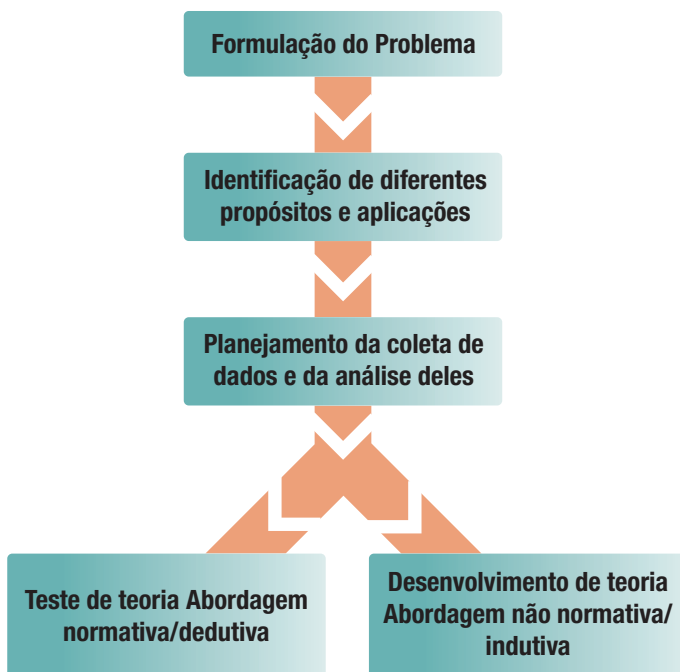 Formulação do Problema
Identificação de diferentes
propósitos e aplicações
Planejamento da coleta de
dados e da análise deles
Teste de teoria Abordagem
normativa/dedutiva
Desenvolvimento de teoria
Abordagem não normativa/
indutiva